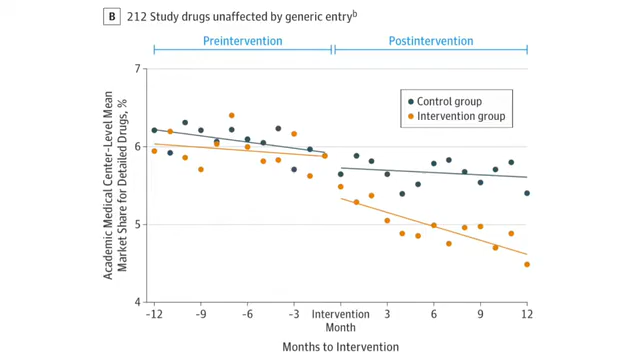 B 212 Study drugs unaffected by generic entryb
Preintervention Postintervention
7
Control group
Intervention group
6
5
4
Academic Medical Center-Level Mean
Market Share for Detailed Drugs, %
-12 -9 -6 -3 Intervention Month 3 6 9 12
Months to Intervention